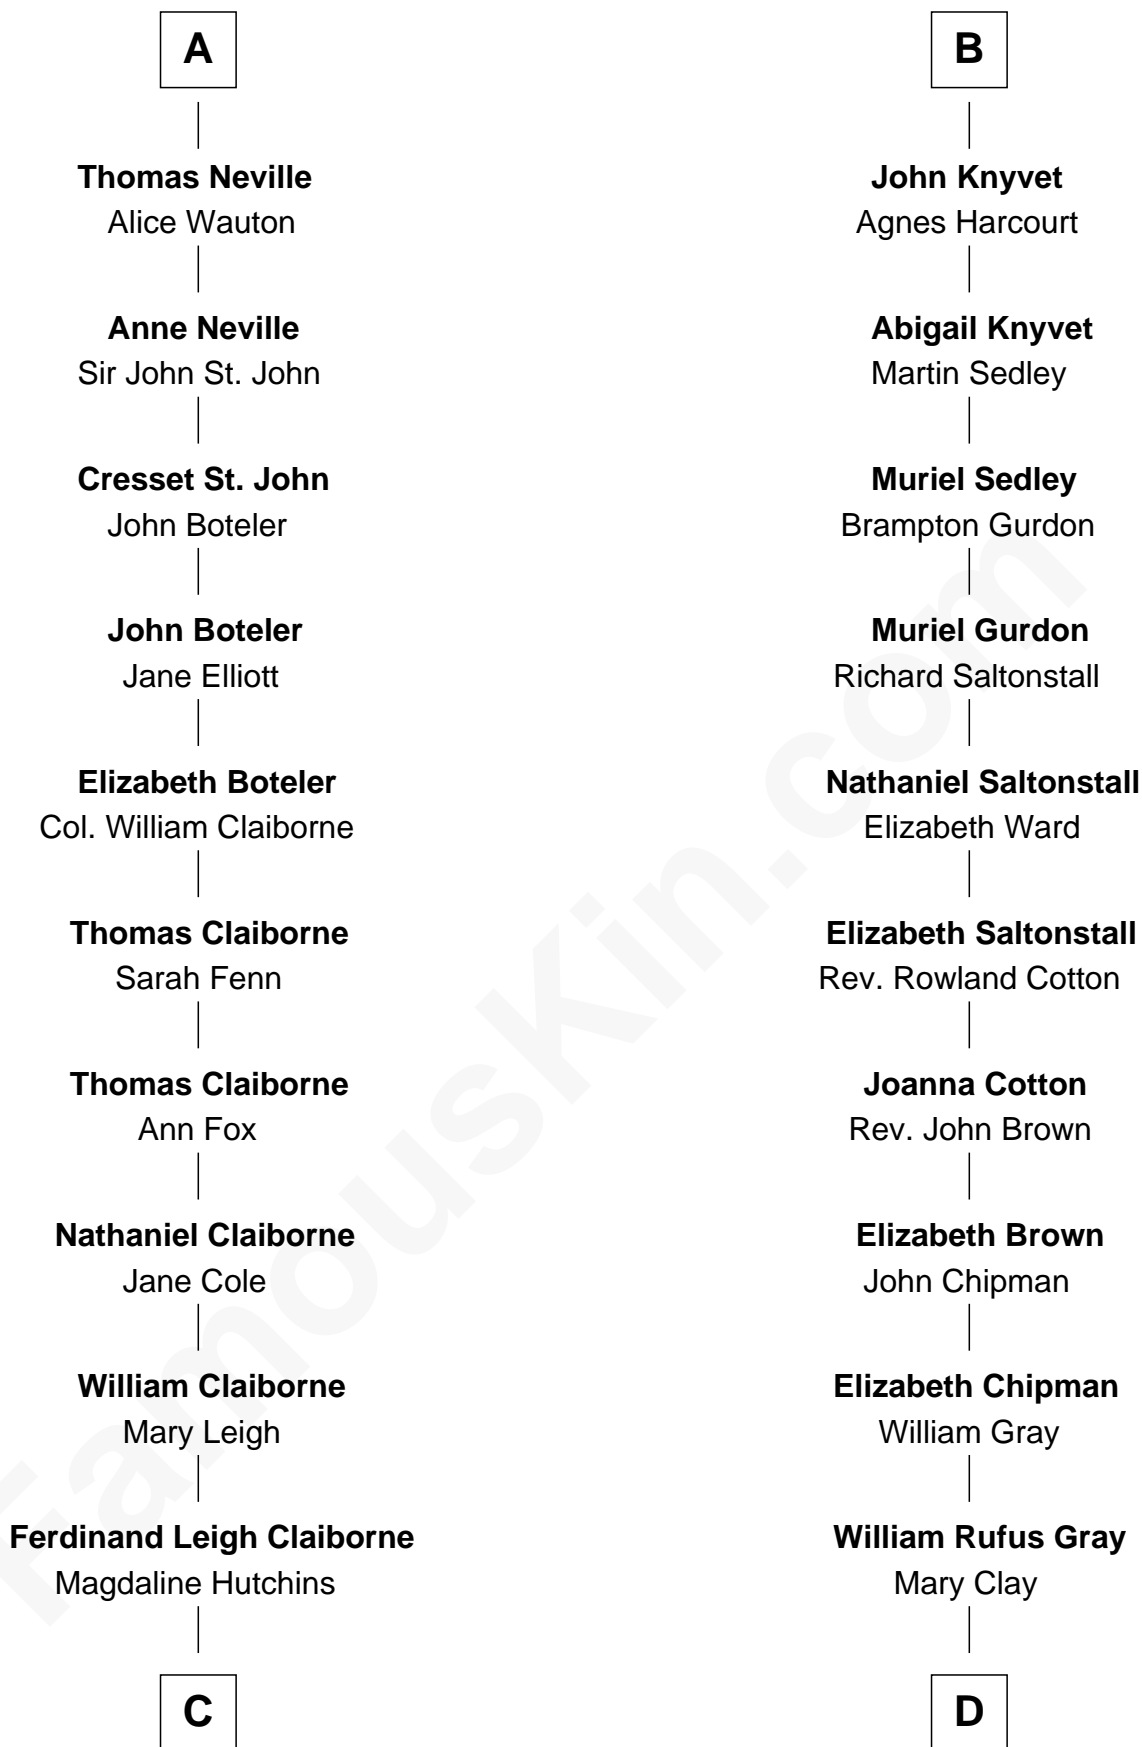 A
Thomas Neville
Alice Wauton
Anne Neville
Sir John St. John
Cresset St. John
John Boteler
John Boteler
Jane Elliott
Elizabeth Boteler
Col. William Claiborne
Thomas Claiborne
Sarah Fenn
Thomas Claiborne
Ann Fox
Nathaniel Claiborne
Jane Cole
William Claiborne
Mary Leigh
Ferdinand Leigh Claiborne
Magdaline Hutchins
C
B
John Knyvet
Agnes Harcourt
Abigail Knyvet
Martin Sedley
Muriel Sedley
Brampton Gurdon
Muriel Gurdon
Richard Saltonstall
Nathaniel Saltonstall
Elizabeth Ward
Elizabeth Saltonstall
Rev. Rowland Cotton
Joanna Cotton
Rev. John Brown
Elizabeth Brown
John Chipman
Elizabeth Chipman
William Gray
William Rufus Gray
Mary Clay
D
FamousKin.com